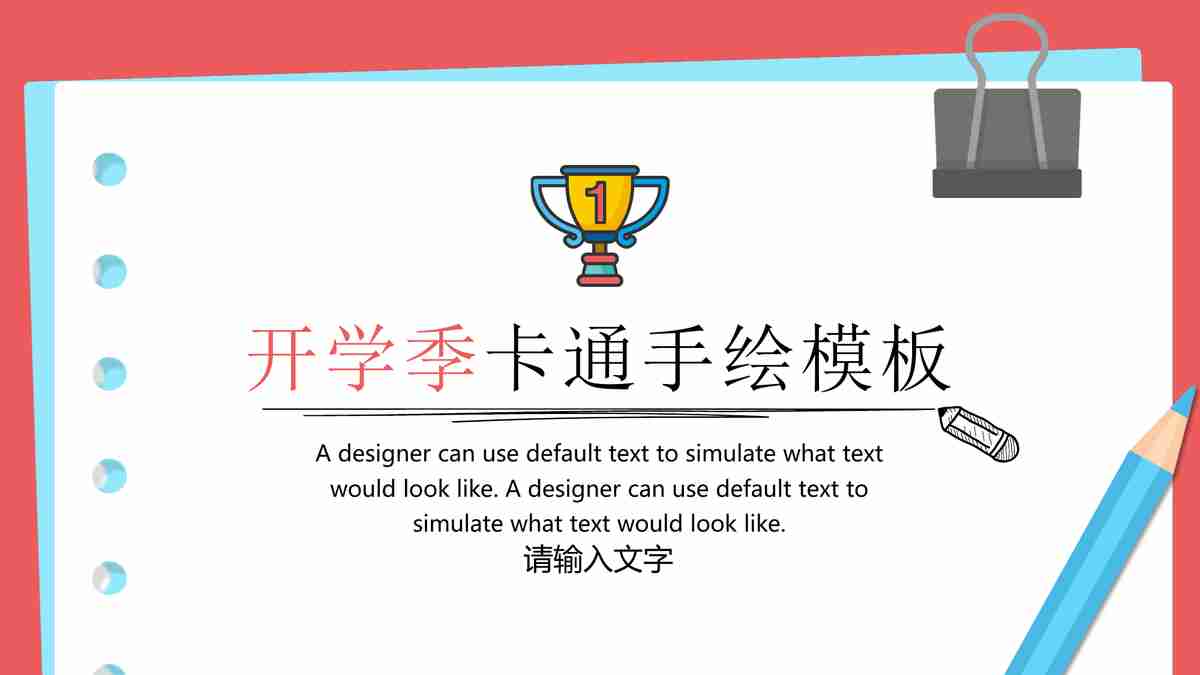 1
开学季卡通手绘模板
A designer can use default text to simulate what text
would look like. A designer can use default text to
simulate what text would look like.
请输入文字